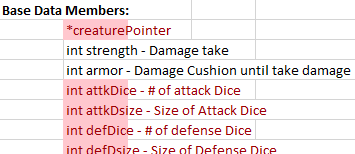 Base Data Members:
*creaturePointer
int strength - Damage take
int armor - Damage Cushion until take damage
int attkDice - # of attack Dice
int attkDsize - Size of Attack Dice
int defDice - # of defense Dice
int defDsize - Size of Defense Dice